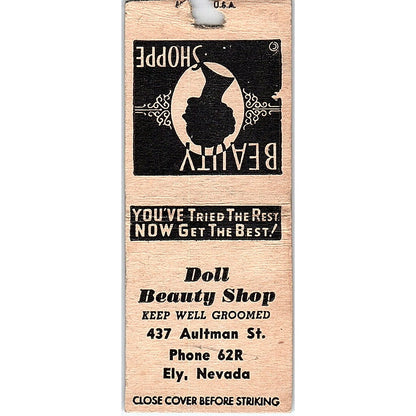 U.S.A.
©
BEAUTY
SHOPPE
YOU'VE TRIED THE REST
NOW GET THE BEST!
Doll
Beauty Shop
KEEP WELL GROOMED
437 Aultman St.
Phone 62R
Ely, Nevada
CLOSE COVER BEFORE STRIKING